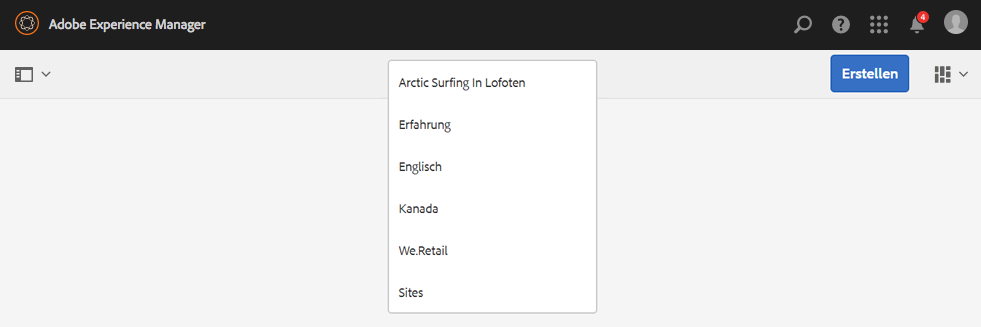 Adobe Experience Manager
4
Erstellen
Arctic Surfing In Lofoten
Erfahrung
Englisch
Kanada
We.Retail
Sites